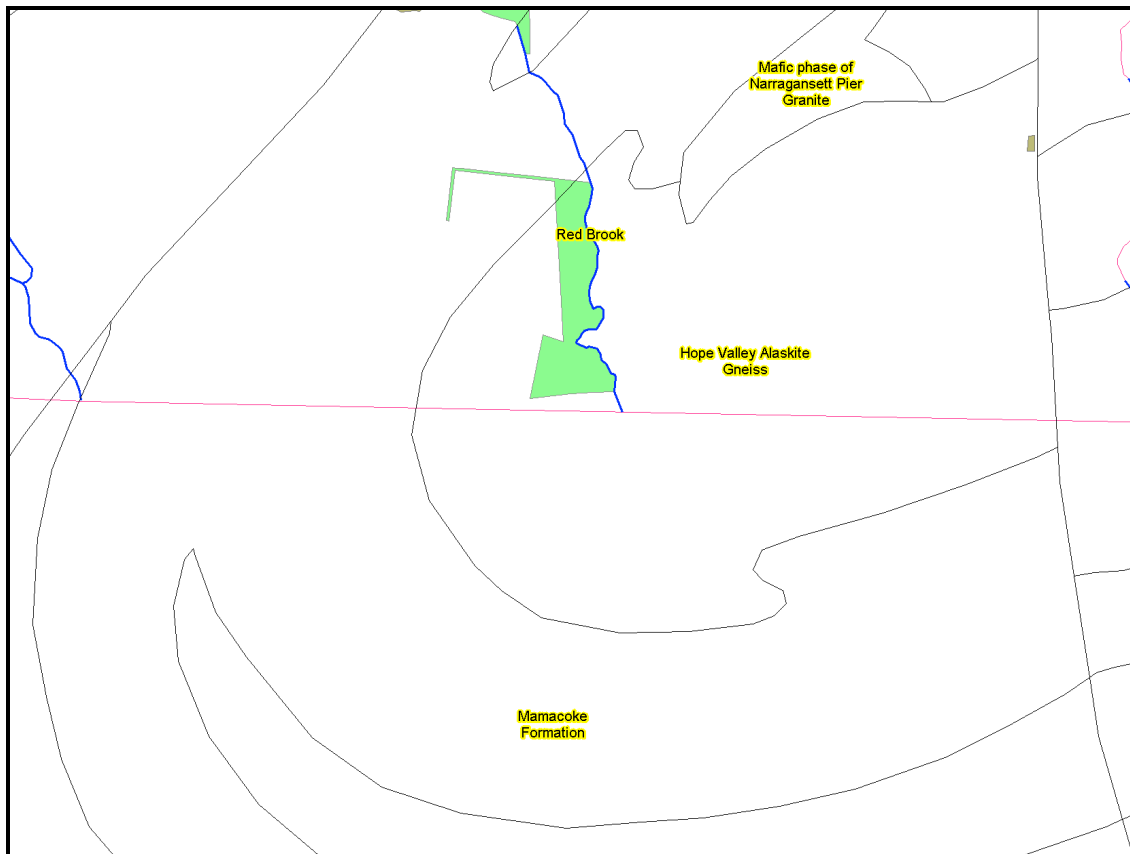 Mafic phase of
Narragansett Pier
Granite
Red Brook
Hope Valley Alaskite
Gneiss
Mamacoke
Formation